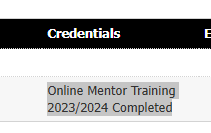 Credentials
Online Mentor Training
2023/2024 Completed